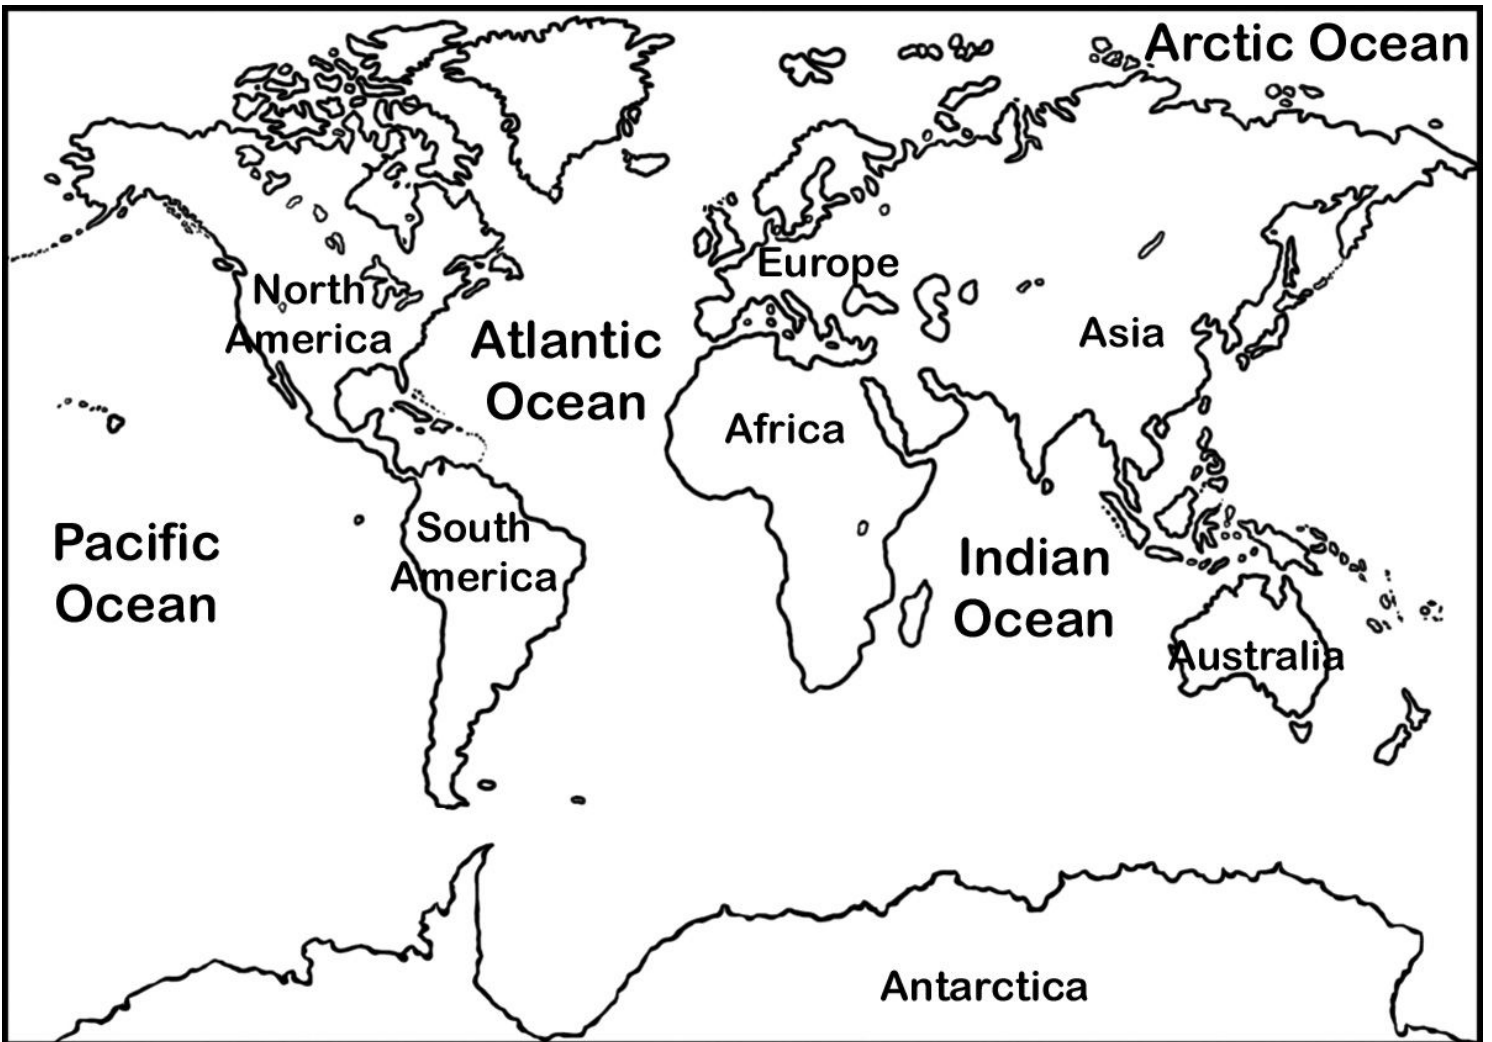 Arctic Ocean
North
America
Atlantic
Ocean
Europe
Asia
Africa
Pacific
Ocean
South
America
Indian
Ocean
Australia
Antarctica